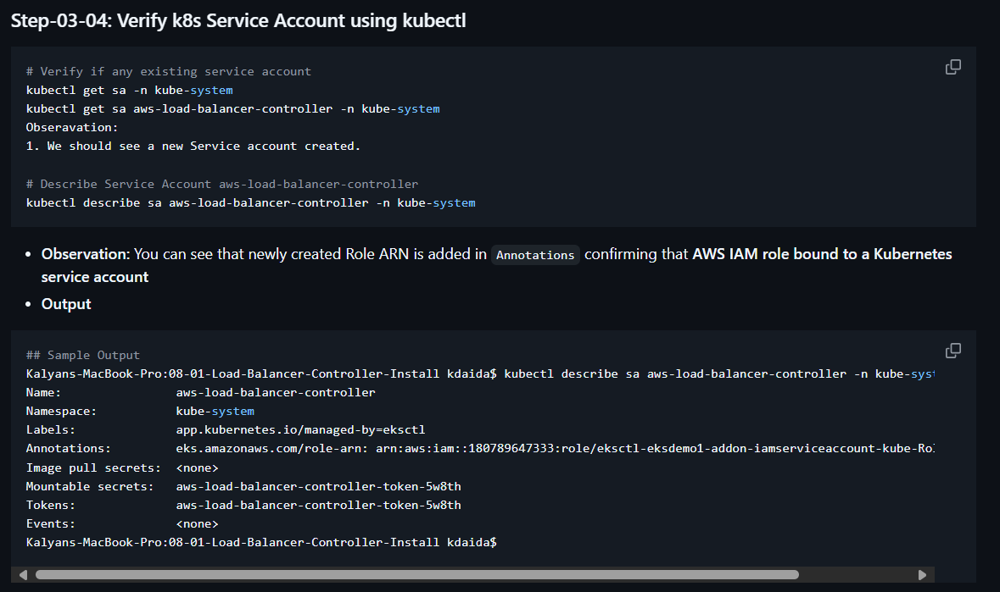 Step-03-04: Verify k8s Service Account using kubectl
# Verify if any existing service account
kubectl get sa -n kube-system
kubectl get sa aws-load-balancer-controller -n kube-system
Obseravation:
1. We should see a new Service account created.
# Describe Service Account aws-load-balancer-controller
kubectl describe sa aws-load-balancer-controller -n kube-system
• Observation: You can see that newly created Role ARN is added in Annotations confirming that AWS IAM role bound to a Kubernetes
service account
• Output
## Sample Output
Kalyans-MacBook-Pro:08-01-Load-Balancer-Controller-Install kdaida$ kubectl describe sa aws-load-balancer-controller -n kube-syst
Name: aws-load-balancer-controller
Namespace: kube-system
Labels: app.kubernetes.io/managed-by=eksctl
Annotations: eks.amazonaws.com/role-arn: arn:aws:iam::180789647333:role/eksctl-eksdemo1-addon-iamserviceaccount-kube-Ro
Image pull secrets: <none>
Mountable secrets: aws-load-balancer-controller-token-5w8th
Tokens: aws-load-balancer-controller-token-5w8th
Events: <none>
Kalyans-MacBook-Pro:08-01-Load-Balancer-Controller-Install kdaida$